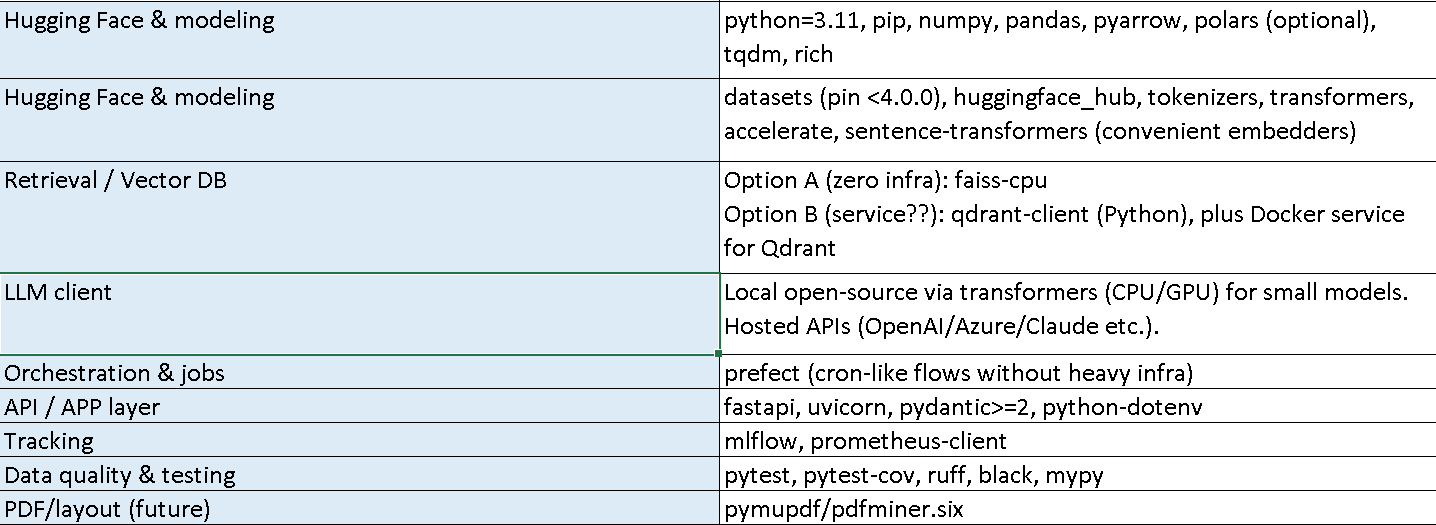 Hugging Face & modeling
python=3.11, pip, numpy, pandas, pyarrow, polars (optional),
tqdm, rich
Hugging Face & modeling
datasets (pin <4.0.0), huggingface_hub, tokenizers, transformers,
accelerate, sentence-transformers (convenient embedders)
Retrieval / Vector DB
Option A (zero infra): faiss-cpu
Option B (service??): qdrant-client (Python), plus Docker service
for Qdrant
LLM client
Local open-source via transformers (CPU/GPU) for small models.
Hosted APIs (OpenAI/Azure/Claude etc.).
Orchestration & jobs
prefect (cron-like flows without heavy infra)
API / APP layer
fastapi, uvicorn, pydantic>=2, python-dotenv
Tracking
mlflow, prometheus-client
Data quality & testing
pytest, pytest-cov, ruff, black, mypy
PDF/layout (future)
pymupdf/pdfminer.six